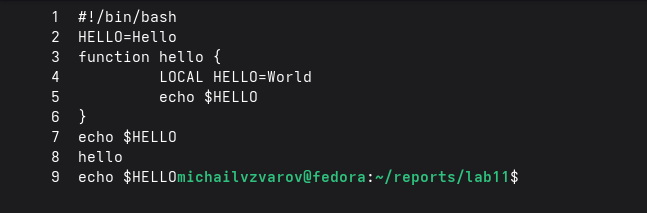 1 #!/bin/bash
2 HELLO=Hello
3 function hello {
4 LOCAL HELLO=World
5 echo $HELLO
6 }
7 echo $HELLO
8 hello
9 echo $HELLOmichailvzvarov@fedora:~/reports/lab11$